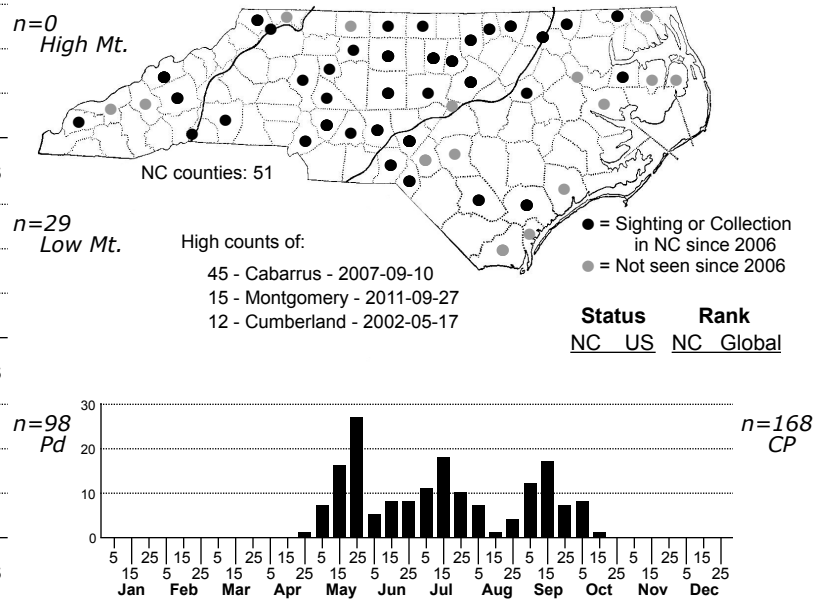 n=0
High Mt.
NC counties: 51
n=29
Low Mt.
High counts of:
45 - Cabarrus - 2007-09-10
15 - Montgomery - 2011-09-27
12 - Cumberland - 2002-05-17
= Sighting or Collection
in NC since 2006
= Not seen since 2006
Status Rank
NC US NC Global
n=98
Pd
n=168
CP
30
20
10
0
5 25 15 5 25 15 5 25 15 5 25 15 5 25 15 5 25 15
15 5 25 15 5 25 15 5 25 15 5 25 15 5 25 15 5 25
Jan Feb Mar Apr May Jun Jul Aug Sep Oct Nov Dec